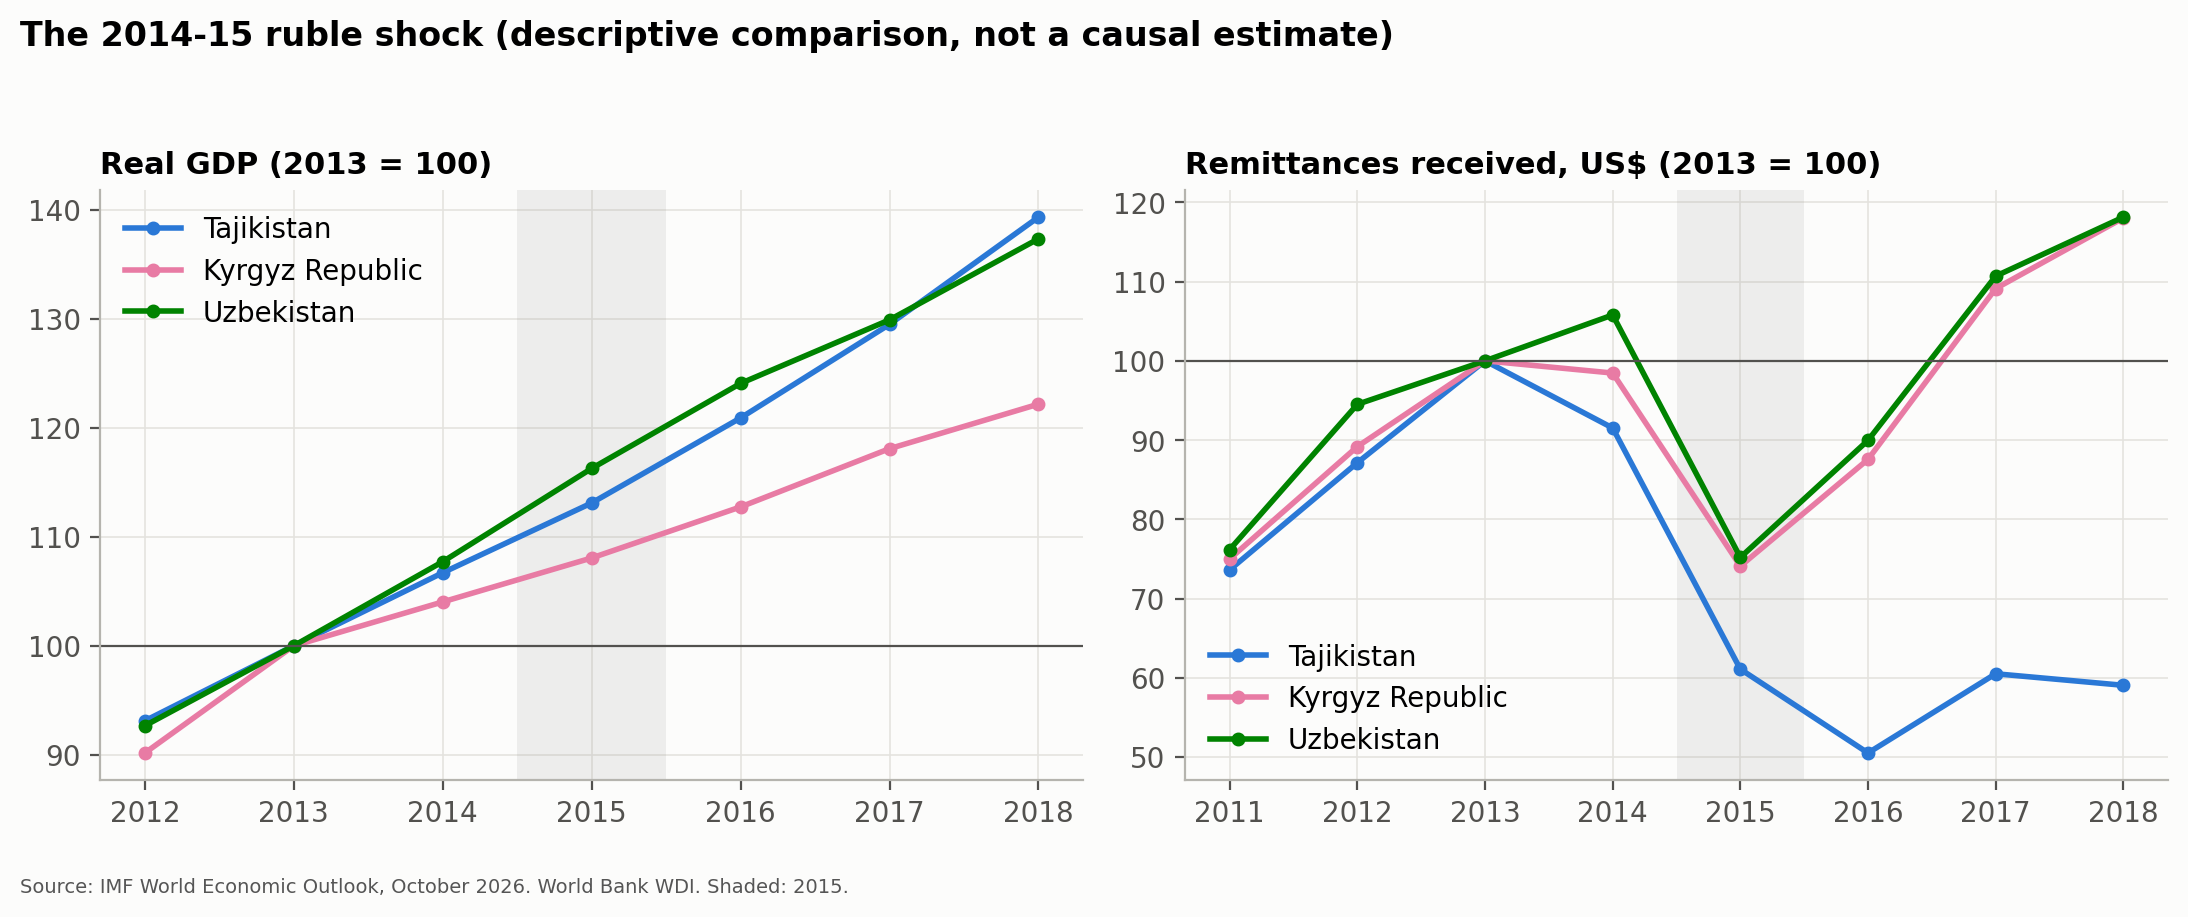 The 2014-15 ruble shock (descriptive comparison, not a causal estimate)
Real GDP (2013 = 100)
140
130
120
110
100
90
Tajikistan
Kyrgyz Republic
Uzbekistan
2012 2013 2014 2015 2016 2017 2018
Remittances received, US$ (2013 = 100)
120
110
100
90
80
70
60
50
Tajikistan
Kyrgyz Republic
Uzbekistan
2011 2012 2013 2014 2015 2016 2017 2018
Source: IMF World Economic Outlook, October 2026. World Bank WDI. Shaded: 2015.